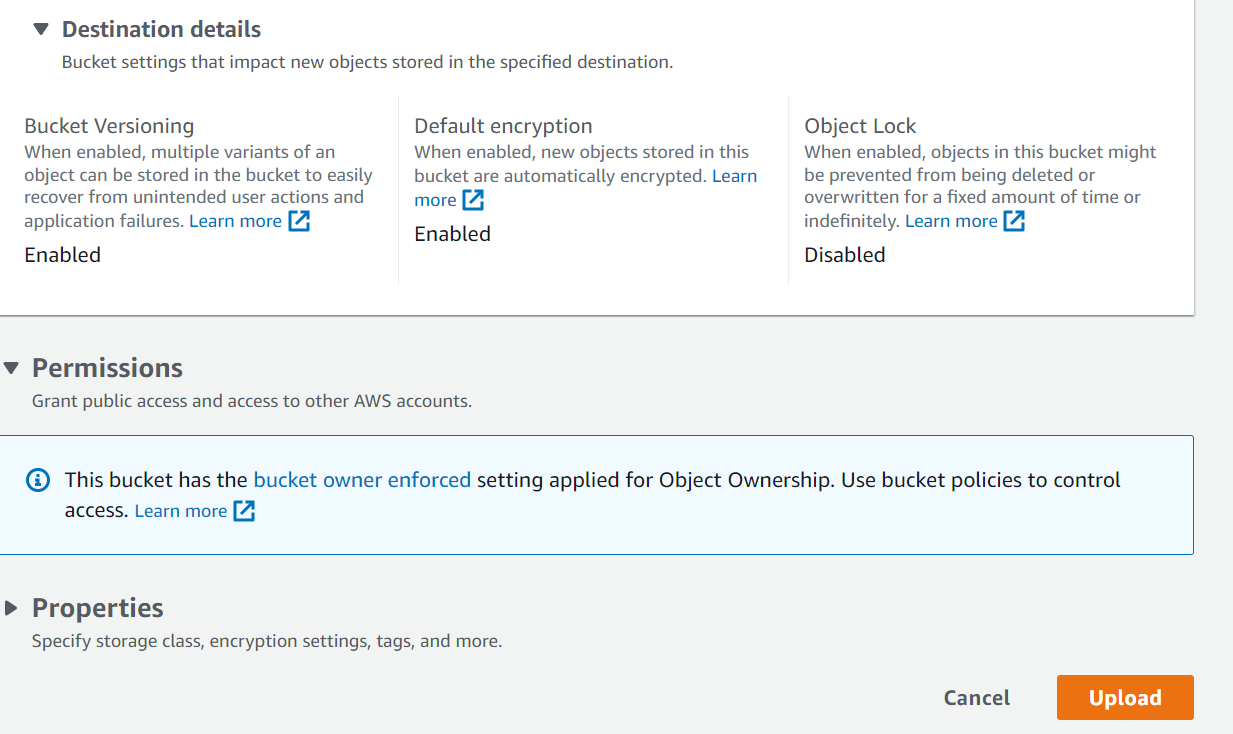 Destination details
Bucket settings that impact new objects stored in the specified destination.
Bucket Versioning
When enabled, multiple variants of an
object can be stored in the bucket to easily
recover from unintended user actions and
application failures. Learn more
Enabled
Default encryption
When enabled, new objects stored in this
bucket are automatically encrypted. Learn
more
Enabled
Object Lock
When enabled, objects in this bucket might
be prevented from being deleted or
overwritten for a fixed amount of time or
indefinitely. Learn more
Disabled
Permissions
Grant public access and access to other AWS accounts.
This bucket has the bucket owner enforced setting applied for Object Ownership. Use bucket policies to control
access. Learn more
Properties
Specify storage class, encryption settings, tags, and more.
Cancel Upload